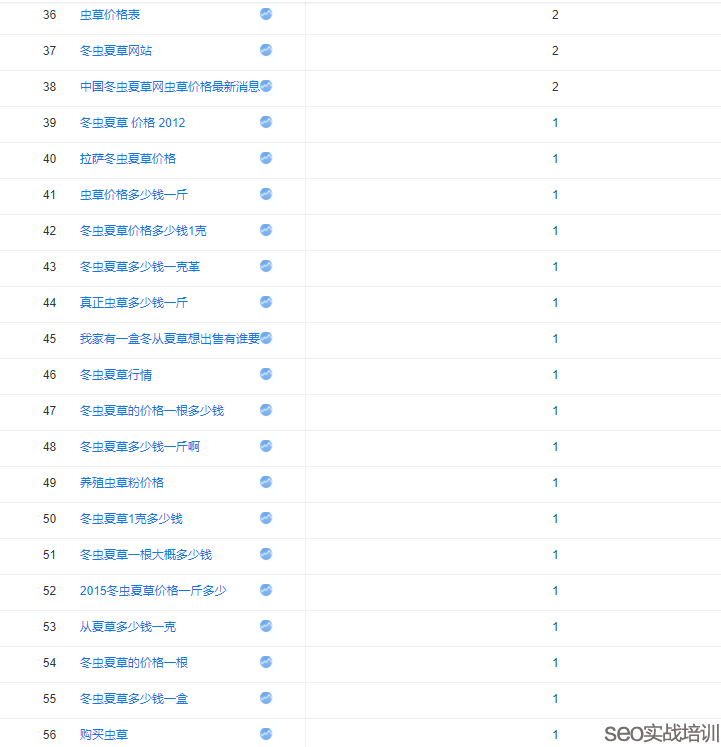 36 虫草价格表 2
37 冬虫夏草网站 2
38 中国冬虫夏草网虫草价格最新消息 2
39 冬虫夏草 价格 2012 1
40 拉萨冬虫夏草价格 1
41 虫草价格多少钱一斤 1
42 冬虫夏草价格多少钱1克 1
43 冬虫夏草多少钱一克革 1
44 真正虫草多少钱一斤 1
45 我家有一盒冬从夏草想出售有谁要 1
46 冬虫夏草行情 1
47 冬虫夏草的价格一根多少钱 1
48 冬虫夏草多少钱一斤啊 1
49 养殖虫草粉价格 1
50 冬虫夏草1克多少钱 1
51 冬虫夏草一根大概多少钱 1
52 2015冬虫夏草价格一斤多少 1
53 从夏草多少钱一克 1
54 冬虫夏草的价格一根 1
55 冬虫夏草多少钱一盒 1
56 购买虫草 1
seo实战培训